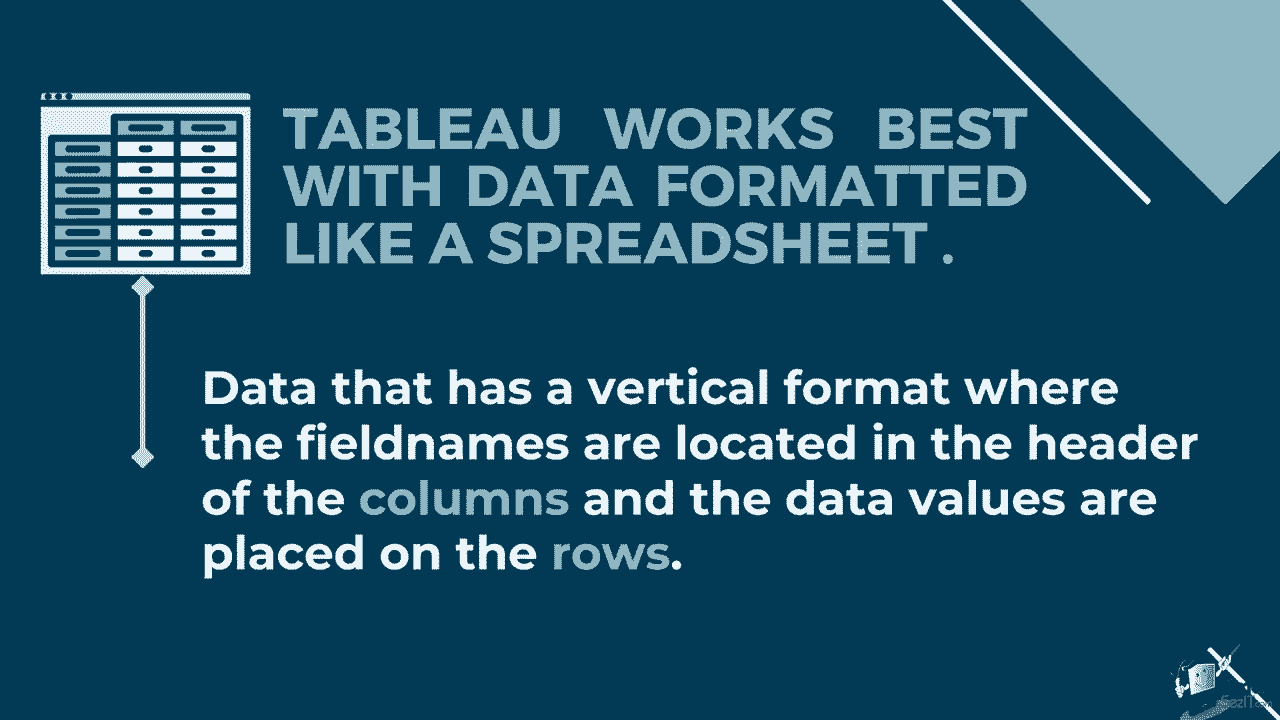 TABLEAU WORKS BEST
WITH DATA FORMATTED
LIKE A SPREADSHEET .
Data that has a vertical format where
the fieldnames are located in the header
of the columns and the data values are
placed on the rows.